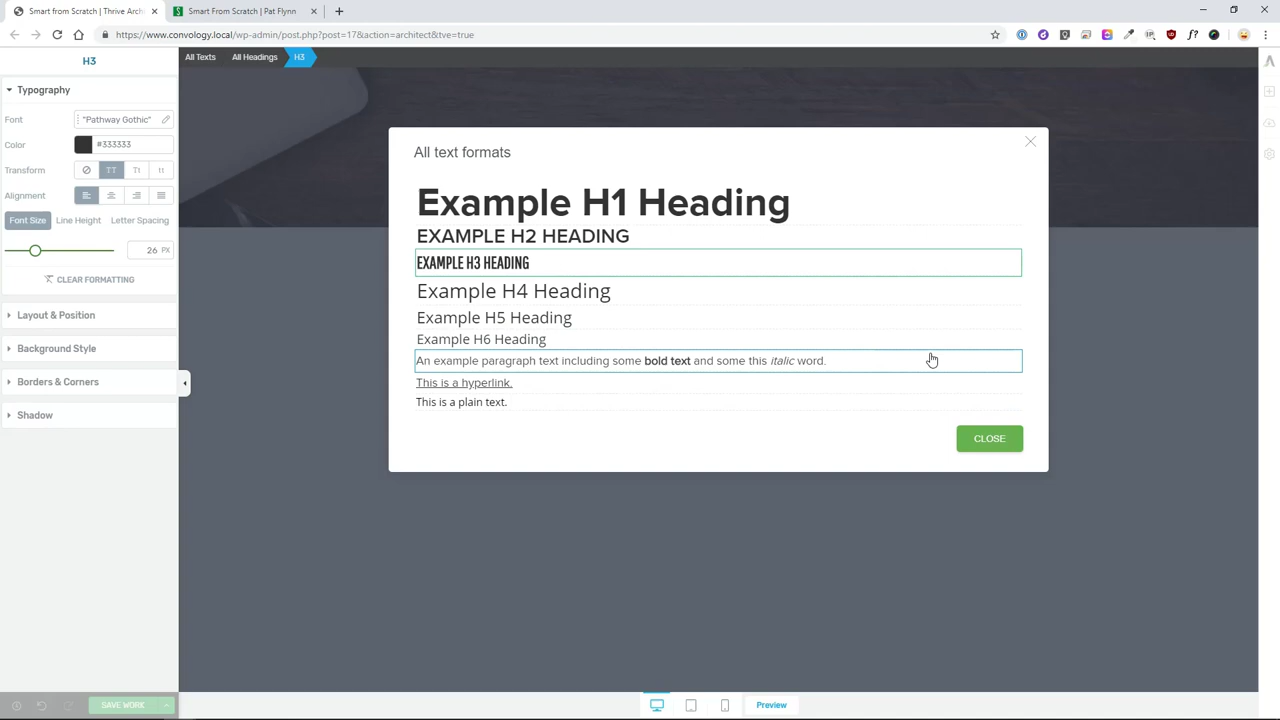 Smart from Scratch | Thrive Archi
Smart From Scratch | Pat Flynn
https://www.convology.local/wp-admin/post.php?post=17&action=architect&tve=true
H3
All Texts
All Headings
H3
Typography
Font
"Pathway Gothic"
Color
#333333
Transform
TT
Tt
tt
Alignment
Font Size
Line Height
Letter Spacing
26 PX
CLEAR FORMATTING
Layout & Position
Background Style
Borders & Corners
Shadow
All text formats
Example H1 Heading
EXAMPLE H2 HEADING
EXAMPLE H3 HEADING
Example H4 Heading
Example H5 Heading
Example H6 Heading
An example paragraph text including some bold text and some this italic word.
This is a hyperlink.
This is a plain text.
CLOSE
SAVE WORK
Preview